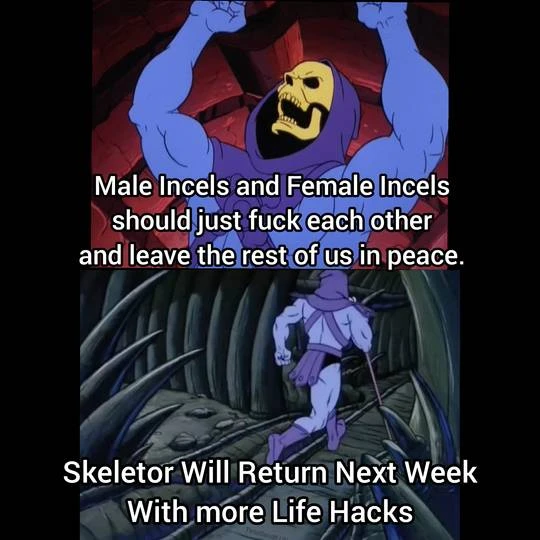 Male Incels and Female Incels
should just fuck each other
and leave the rest of us in peace.
Skeletor Will Return Next Week
With more Life Hacks